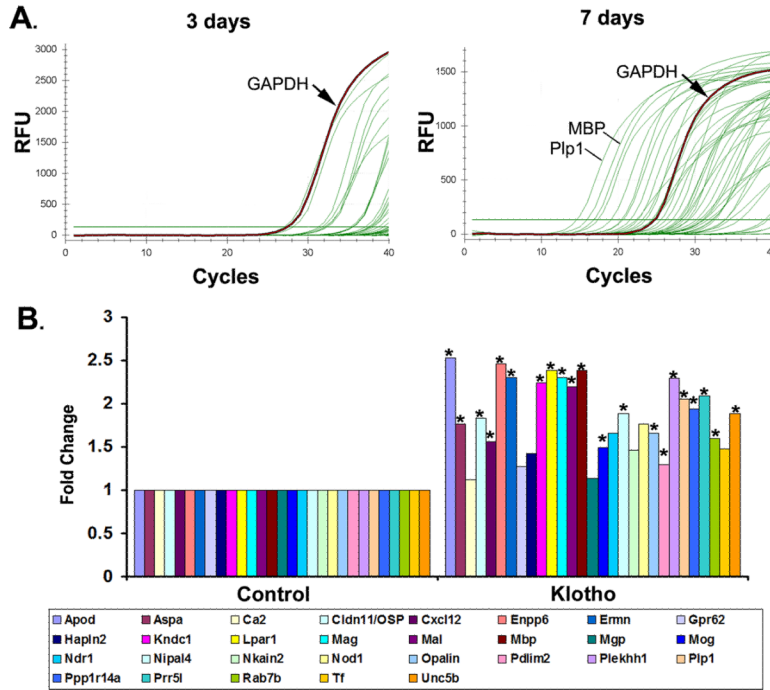 A.
3 days
7 days
3000
2500
2000
1500
1000
500
0
RFU
GAPDH
0
10
20
30
40
Cycles
1500
1000
500
0
RFU
GAPDH
MBP
Plp1
0
10
20
30
40
Cycles
B.
3
2.5
2
1.5
1
0.5
0
Fold Change
* * * * * * * * * * * * * * * * * * * * * *
Control Klotho
Apod Aspa Ca2 Cldn11/OSP Cxcl12 Enpp6 Ermn Gpr62
Hapln2 Kndc1 Lpar1 Mag Mal Mbp Mgp Mog
Ndr1 Nipal4 Nkain2 Nod1 Opalin Pdlim2 Plekhh1 Plp1
Ppp1r14a Prr5l Rab7b Tf Unc5b